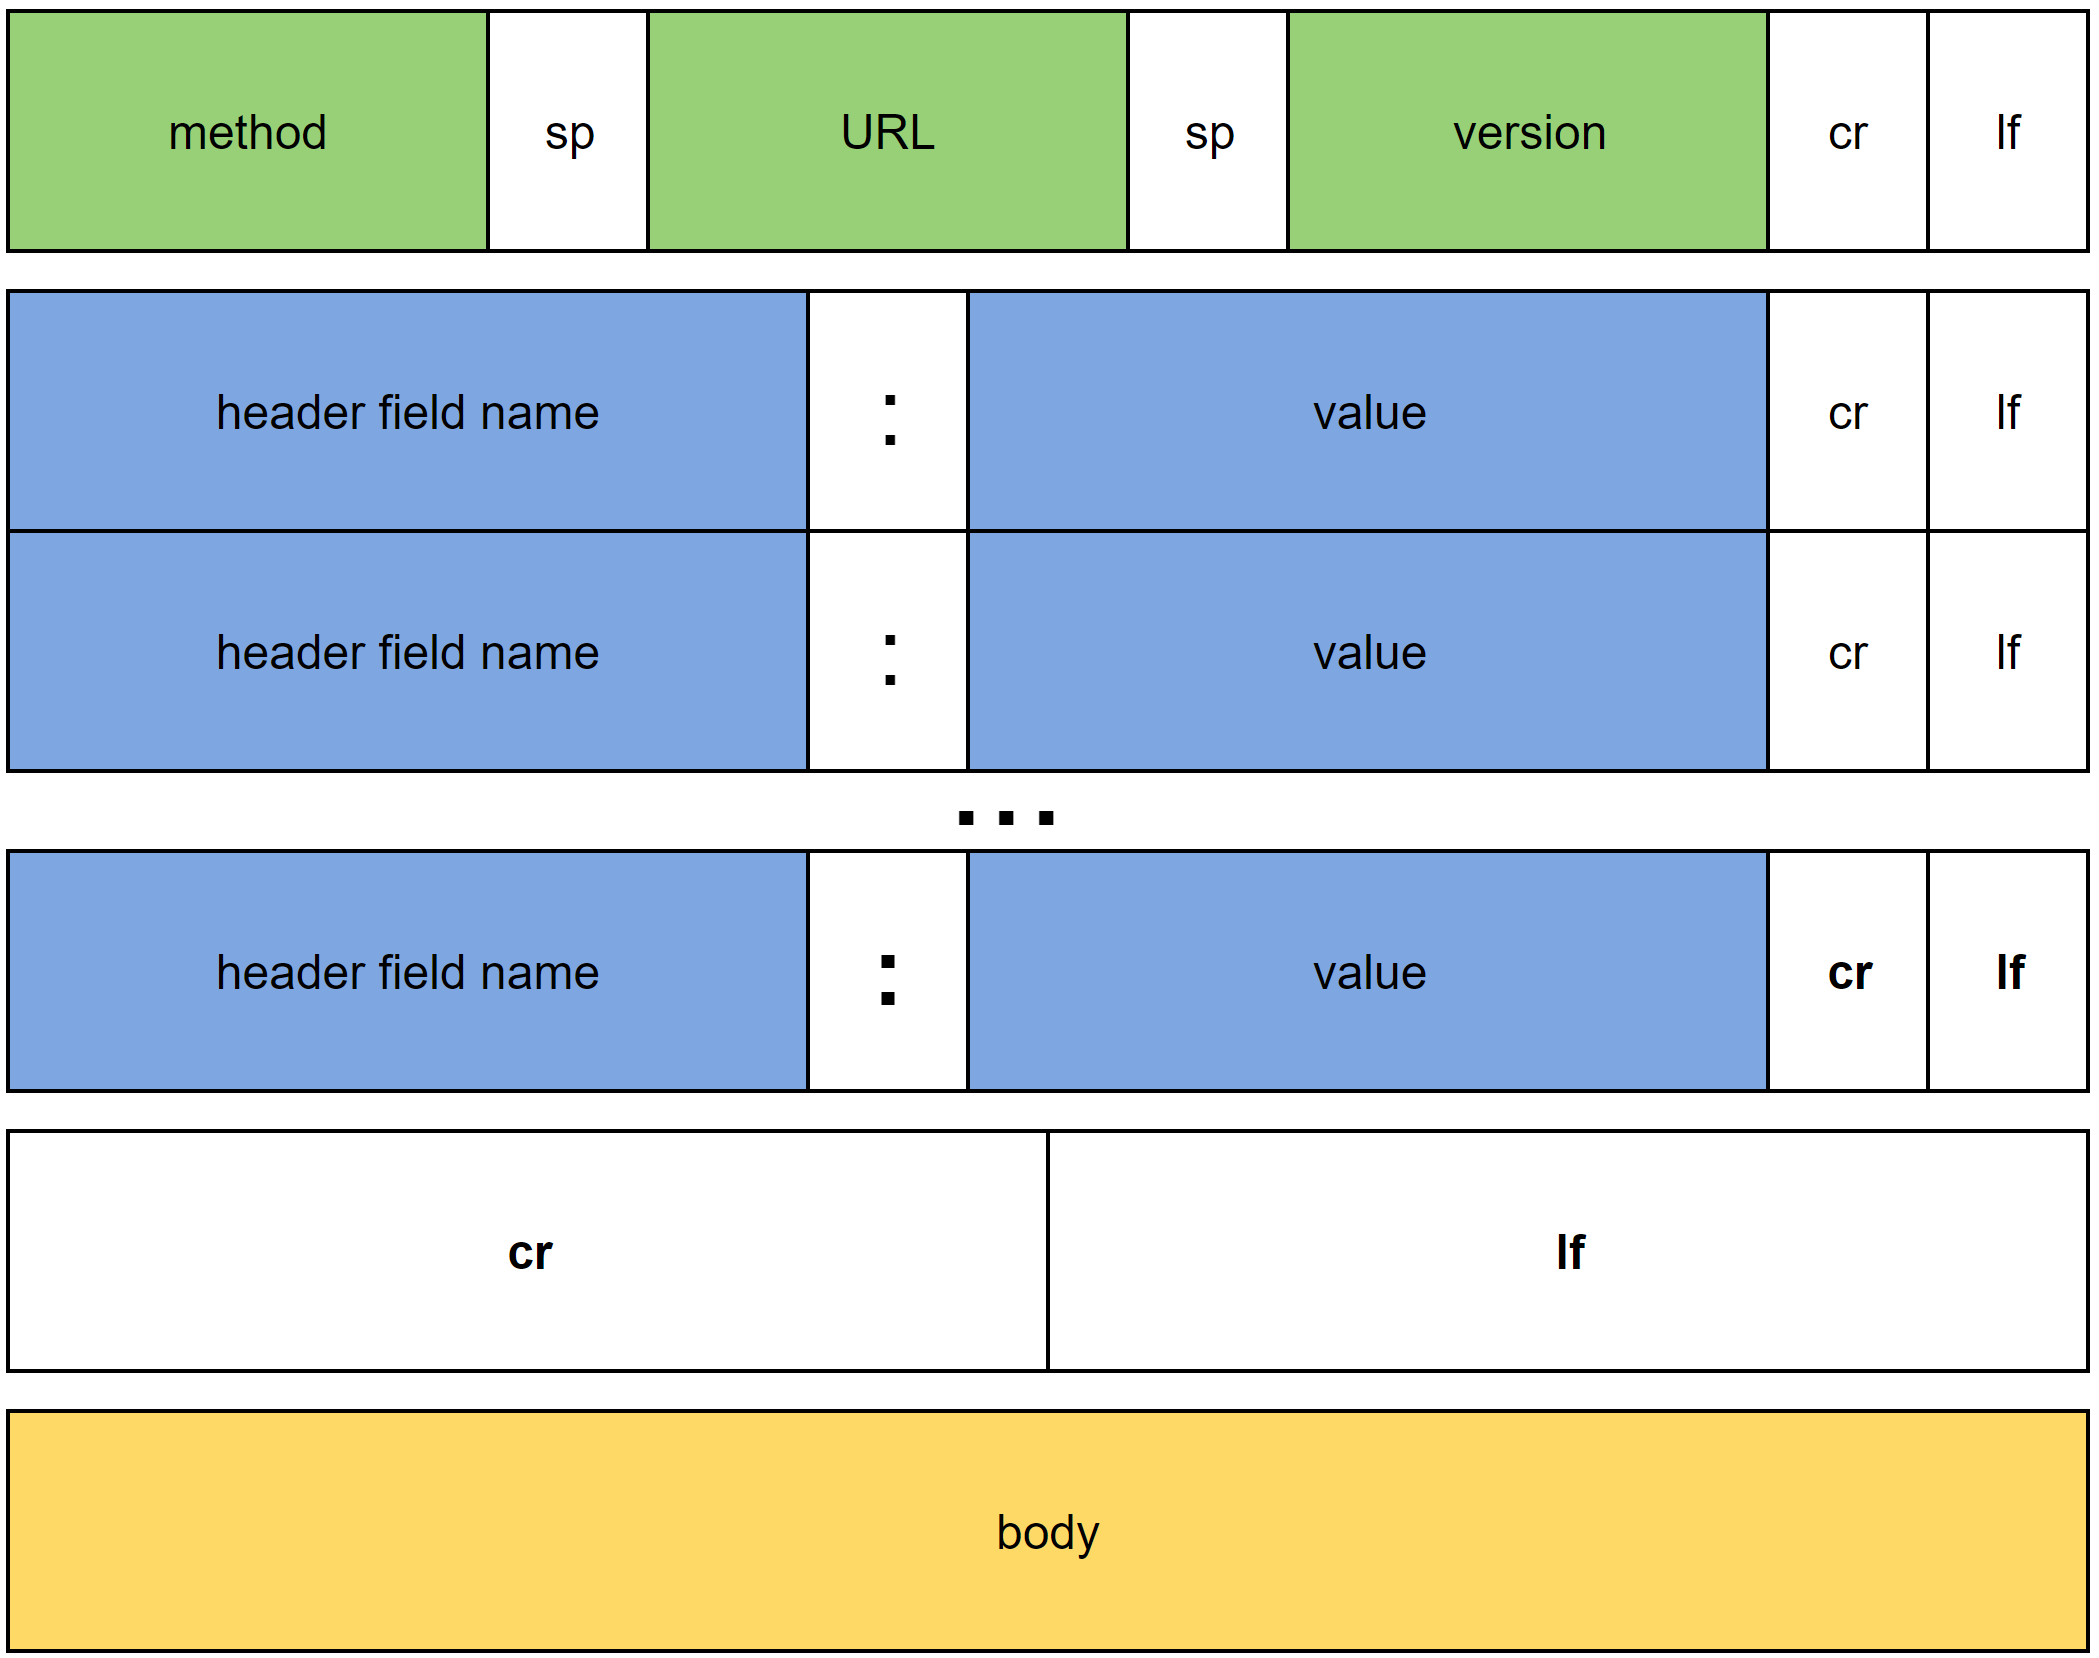 method sp URL sp version cr lf
header field name : value cr lf
header field name : value cr lf
...
header field name : value cr lf
cr lf
body